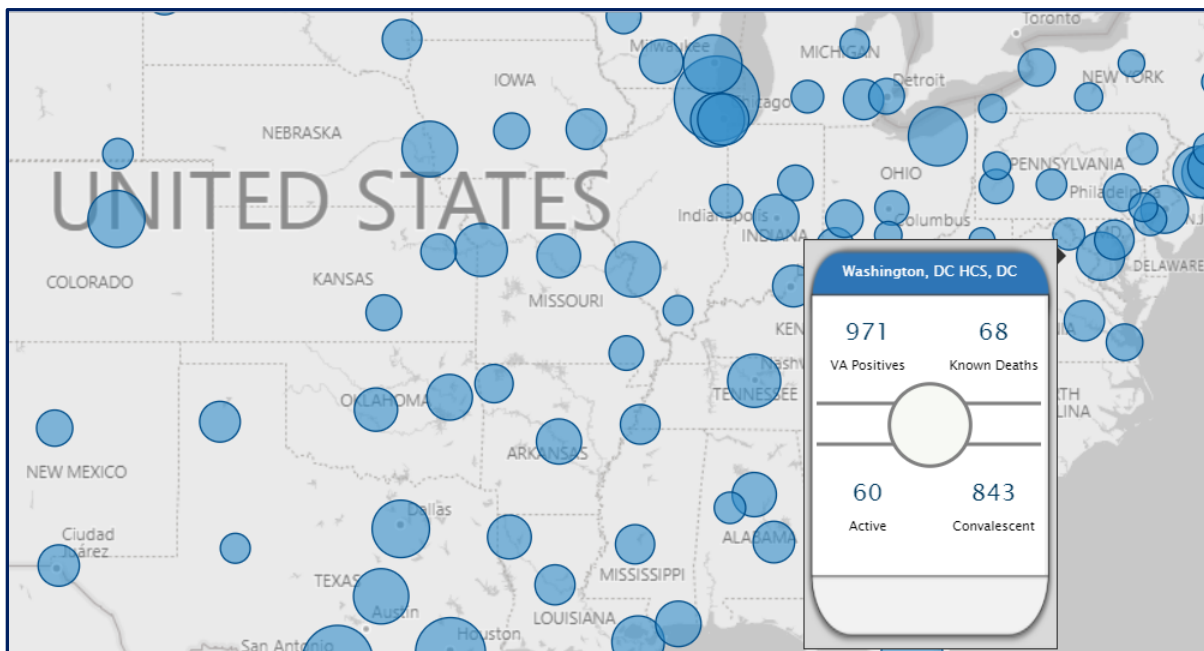 Toronto
Milwaukee
MICHIGAN
Detroit
NEW YORK
IOWA
Chicago
NEBRASKA
PENNSYLVANIA
OHIO
UNITED STATES
Philadelphia
Indianapolis
Columbus
NJ
INDIANA
MD
DELAWARE
COLORADO
KANSAS
MISSOURI
Washington, DC HCS, DC
971
68
VA Positives
Known Deaths
TENNESSEE
OKLAHOMA
ARKANSAS
NEW MEXICO
60
843
Active
Convalescent
Dallas
Ciudad
Juárez
ALABAMA
MISSISSIPPI
TEXAS
Austin
LOUISIANA
San Antonio
Houston